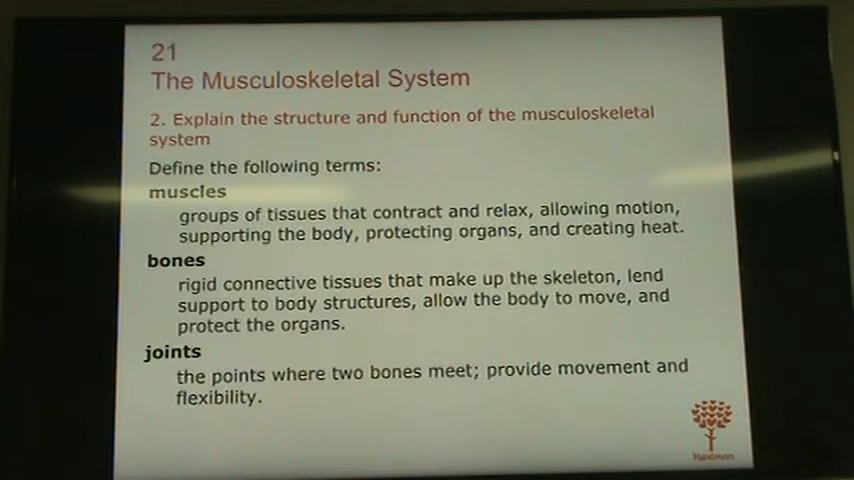 21
The Musculoskeletal System
2. Explain the structure and function of the musculoskeletal
system
Define the following terms:
muscles
groups of tissues that contract and relax, allowing motion,
supporting the body, protecting organs, and creating heat.
bones
rigid connective tissues that make up the skeleton, lend
support to body structures, allow the body to move, and
protect the organs.
joints
the points where two bones meet; provide movement and
flexibility.
Hartman